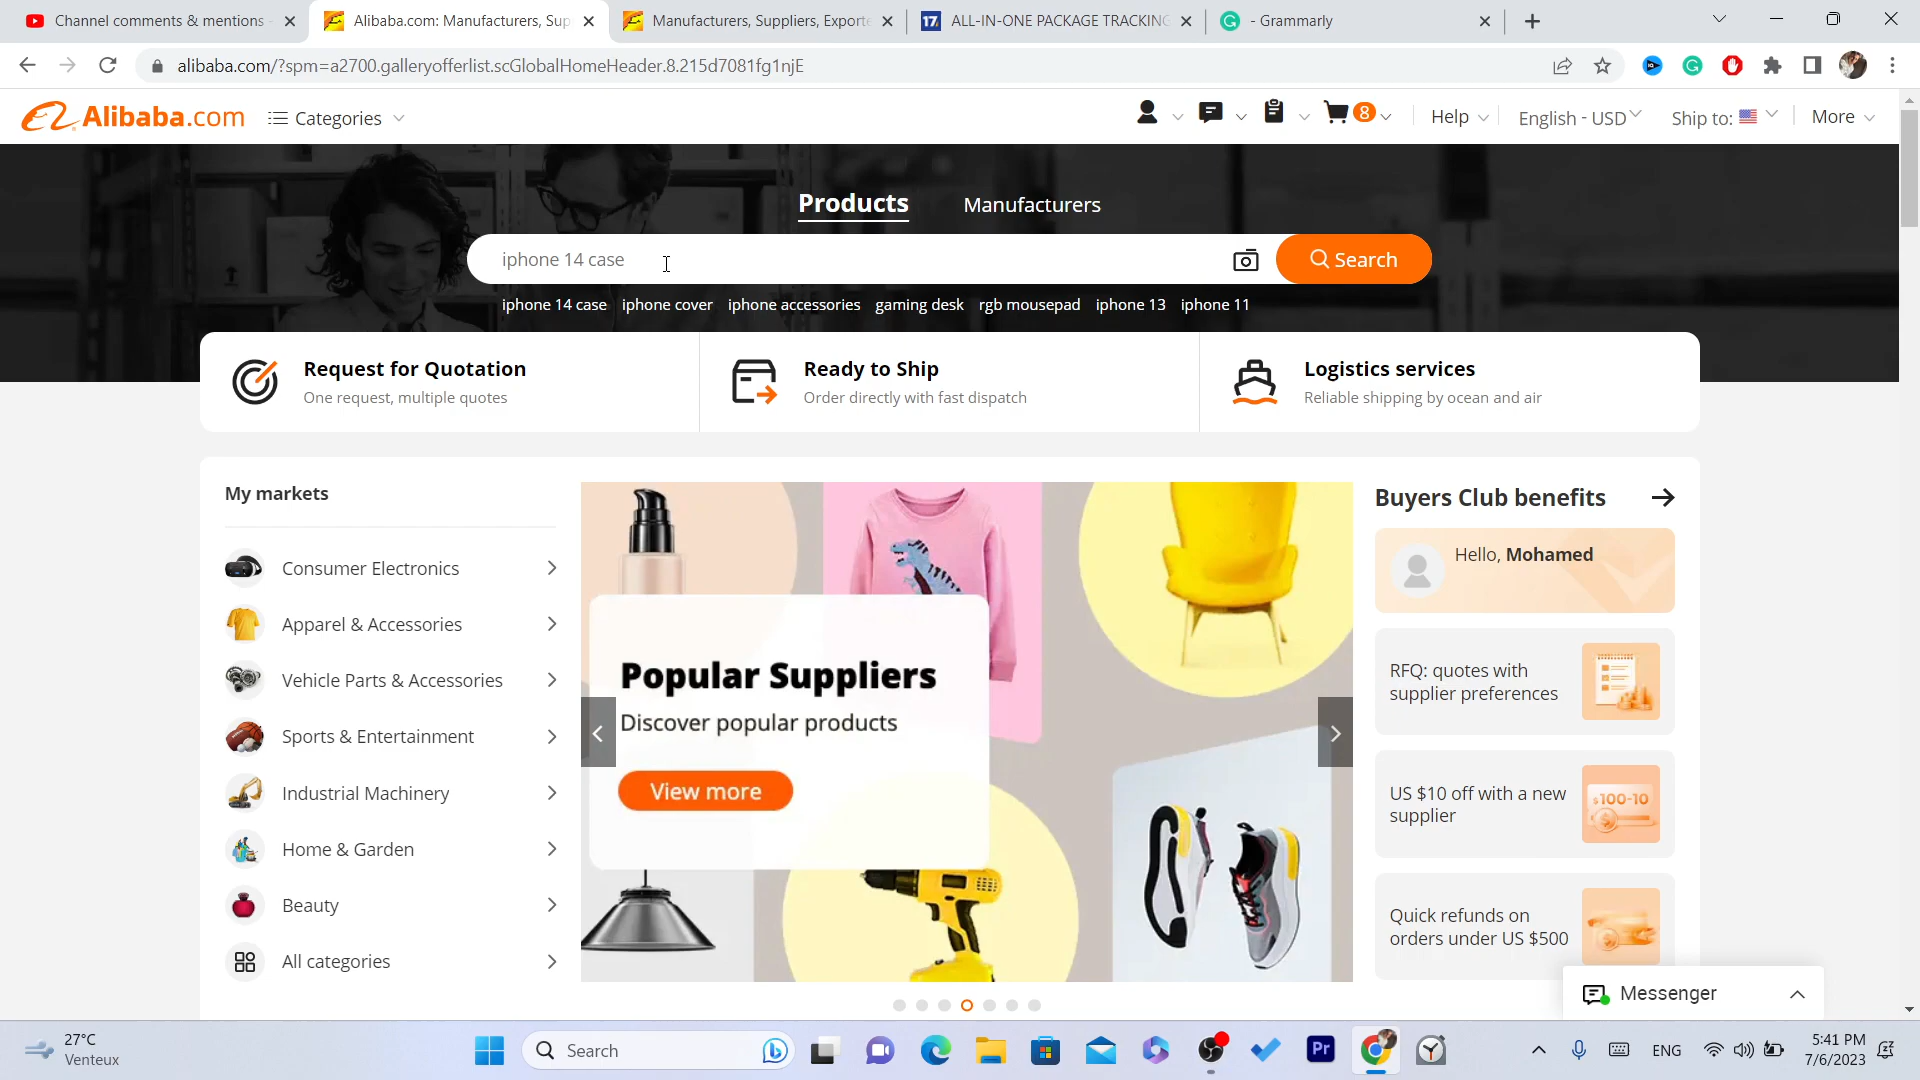 Channel comments & mentions -
Alibaba.com: Manufacturers, Sup
Manufacturers, Suppliers, Exporte
17 ALL-IN-ONE PACKAGE TRACKING
G - Grammarly
alibaba.com/?spm=a2700.galleryofferlist.scGlobalHomeHeader.8.215d7081fg1njE
Alibaba.com
Categories
8
Help
English - USD
Ship to:
More
Products
Manufacturers
iphone 14 case
Search
iphone 14 case iphone cover iphone accessories gaming desk rgb mousepad iphone 13 iphone 11
Request for Quotation
One request, multiple quotes
Ready to Ship
Order directly with fast dispatch
Logistics services
Reliable shipping by ocean and air
My markets
Consumer Electronics
Apparel & Accessories
Vehicle Parts & Accessories
Sports & Entertainment
Industrial Machinery
Home & Garden
Beauty
All categories
Popular Suppliers
Discover popular products
View more
Buyers Club benefits
Hello, Mohamed
RFQ: quotes with
supplier preferences
US $10 off with a new
supplier
$100-10
Quick refunds on
orders under US $500
Messenger
27°C
Venteux
Search
Pr
ENG
5:41 PM
7/6/2023